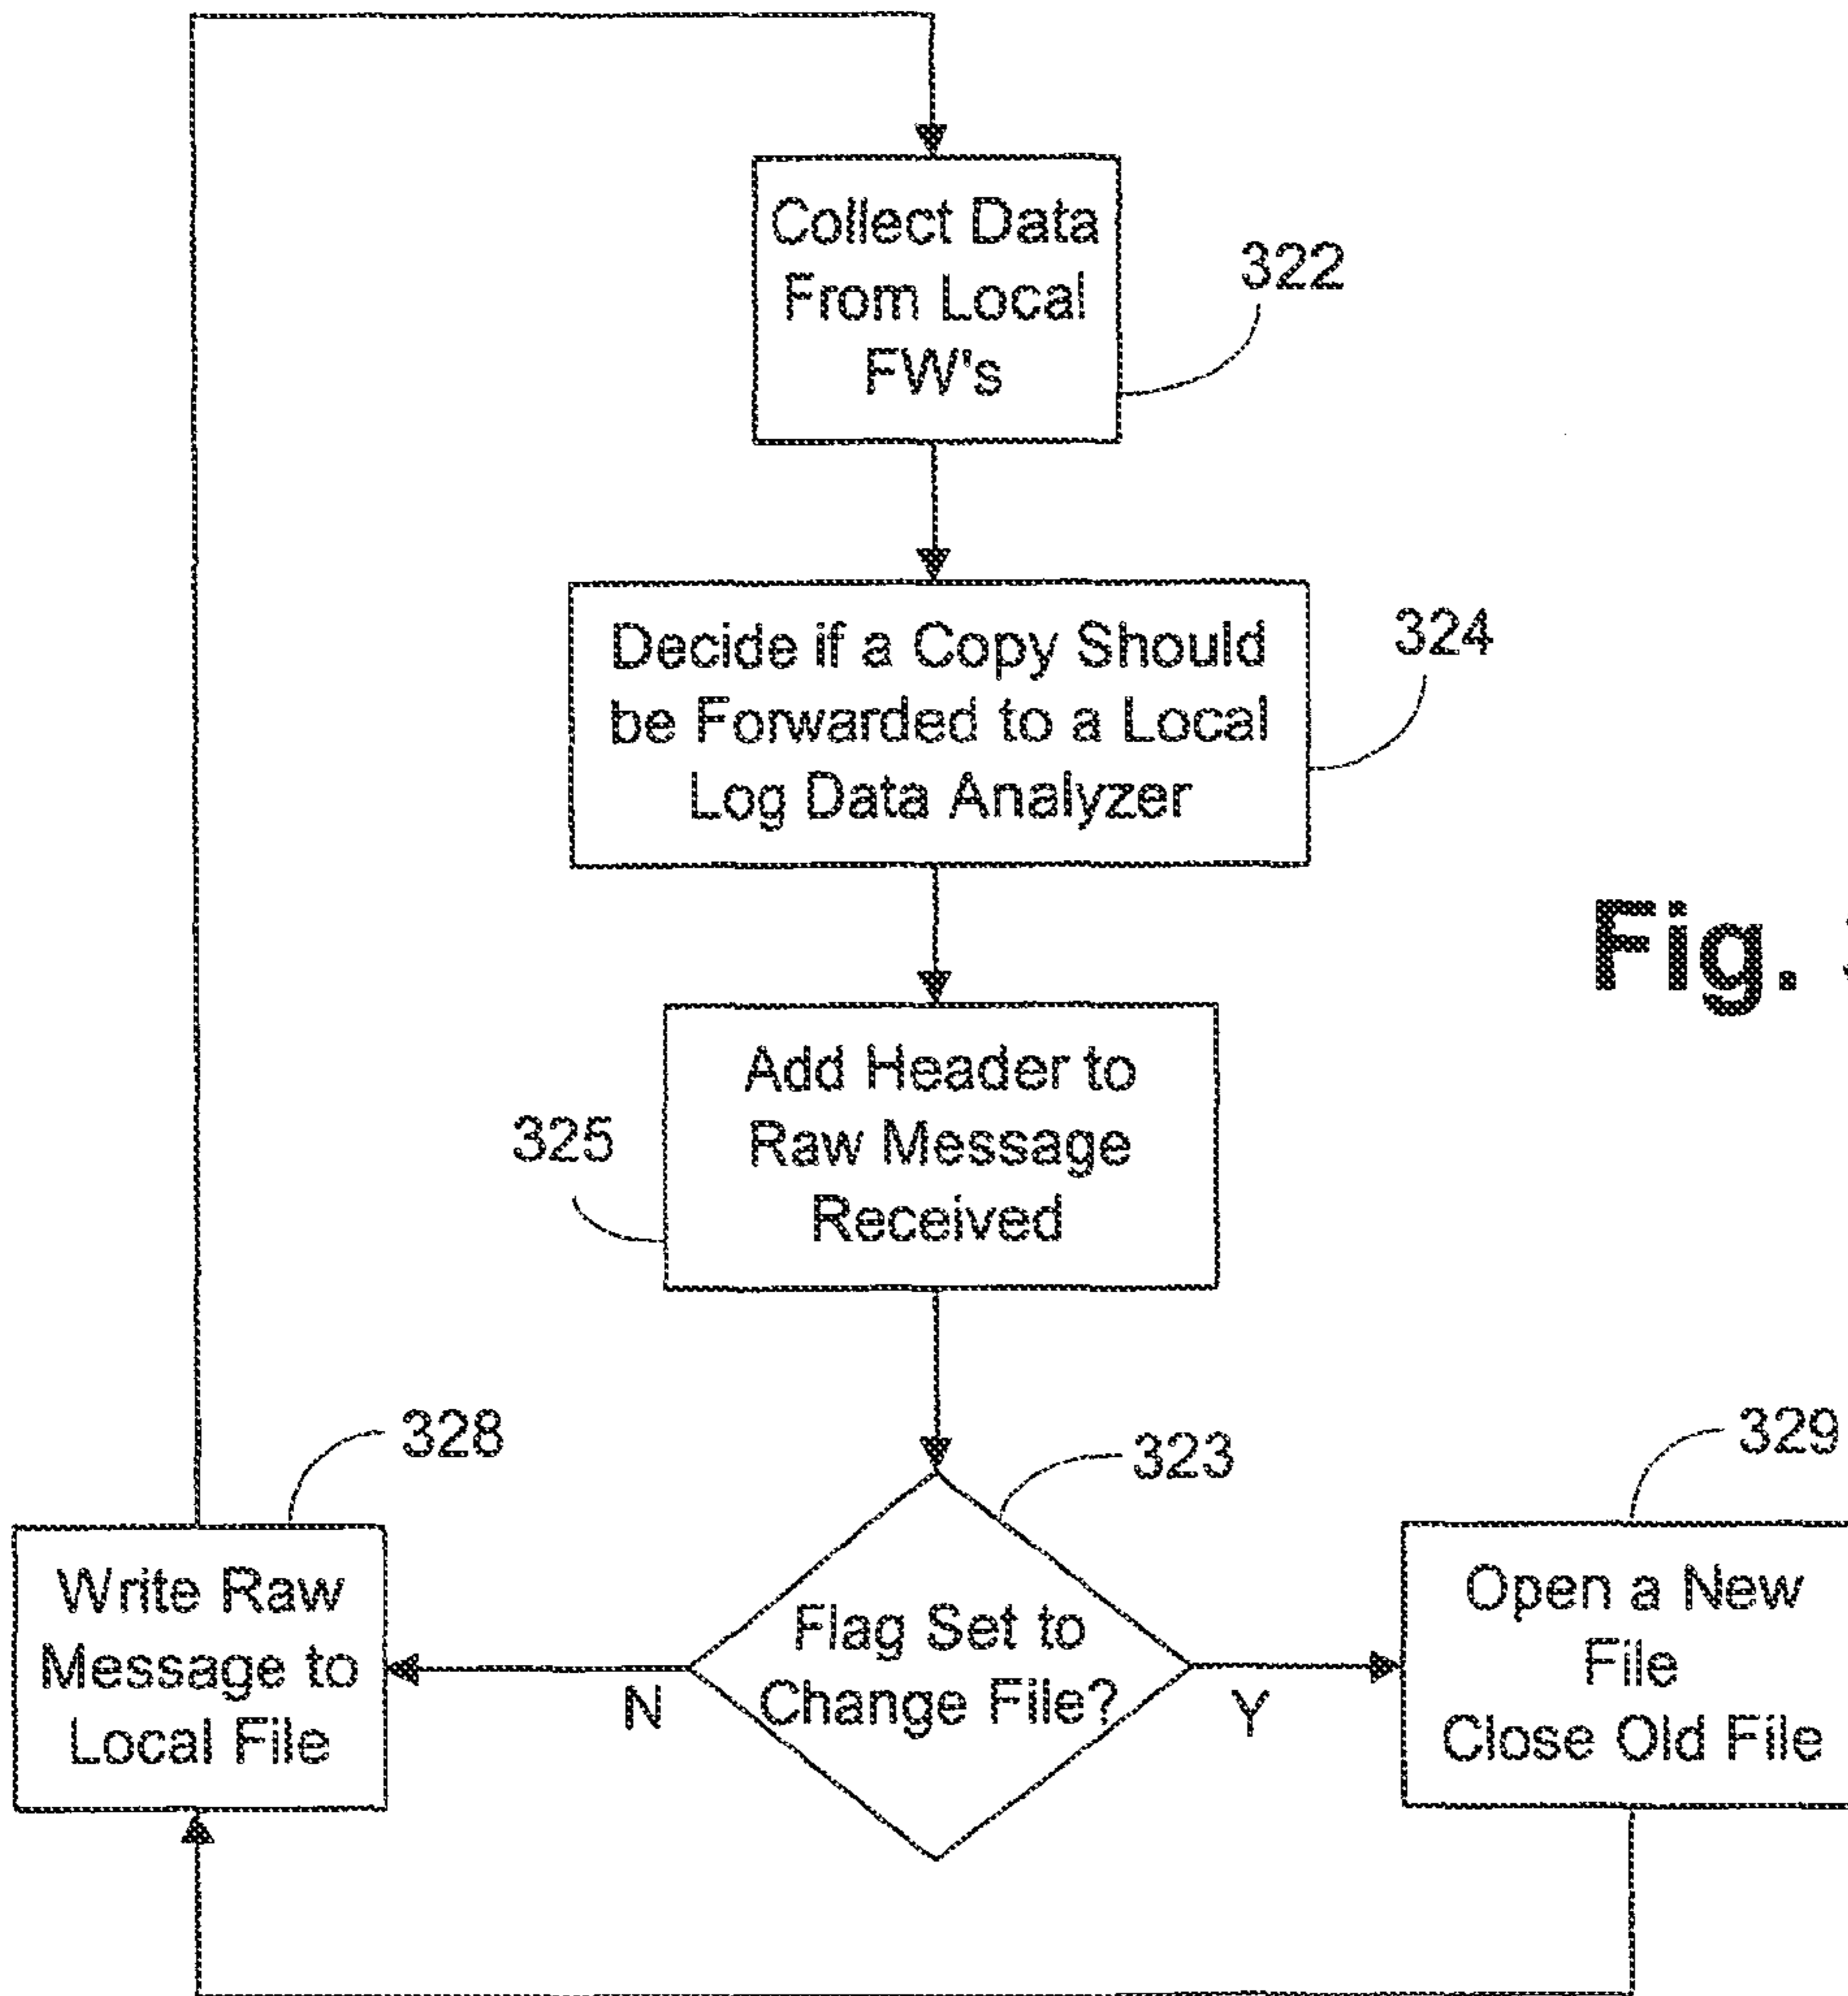 Collect Data
From Local
FW's
322
Decide if a Copy Should
be Forwarded to a Local
Log Data Analyzer
324
Fig.
Add Header to
Raw Message
Received
325
328
323
329
Write Raw
Message to
Local File
Flag Set to
Change File?
N
Y
Open a New
File
Close Old File